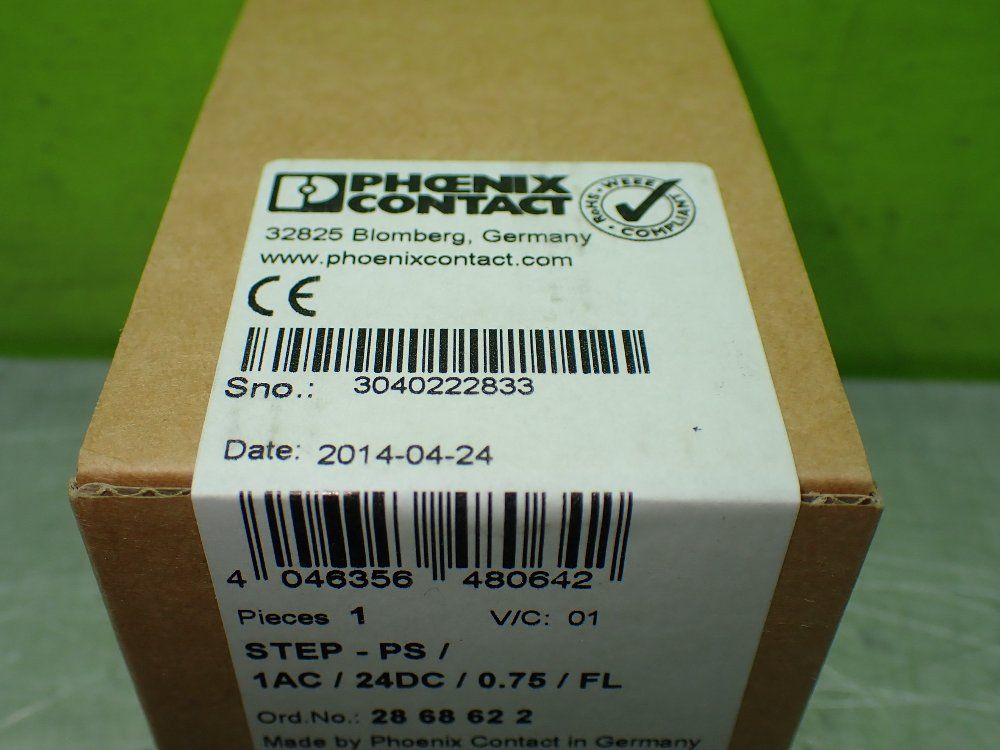 PHŒNIX
CONTACT
WEEE
RoHS
COMPLIANT
32825 Blomberg, Germany
www.phoenixcontact.com
CE
Sno.: 3040222833
Date: 2014-04-24
4 046356 480642
Pieces 1 V/C: 01
STEP - PS /
1AC / 24DC / 0.75 / FL
Ord.No.: 28 68 62 2
Made by Phoenix Contact in Germany